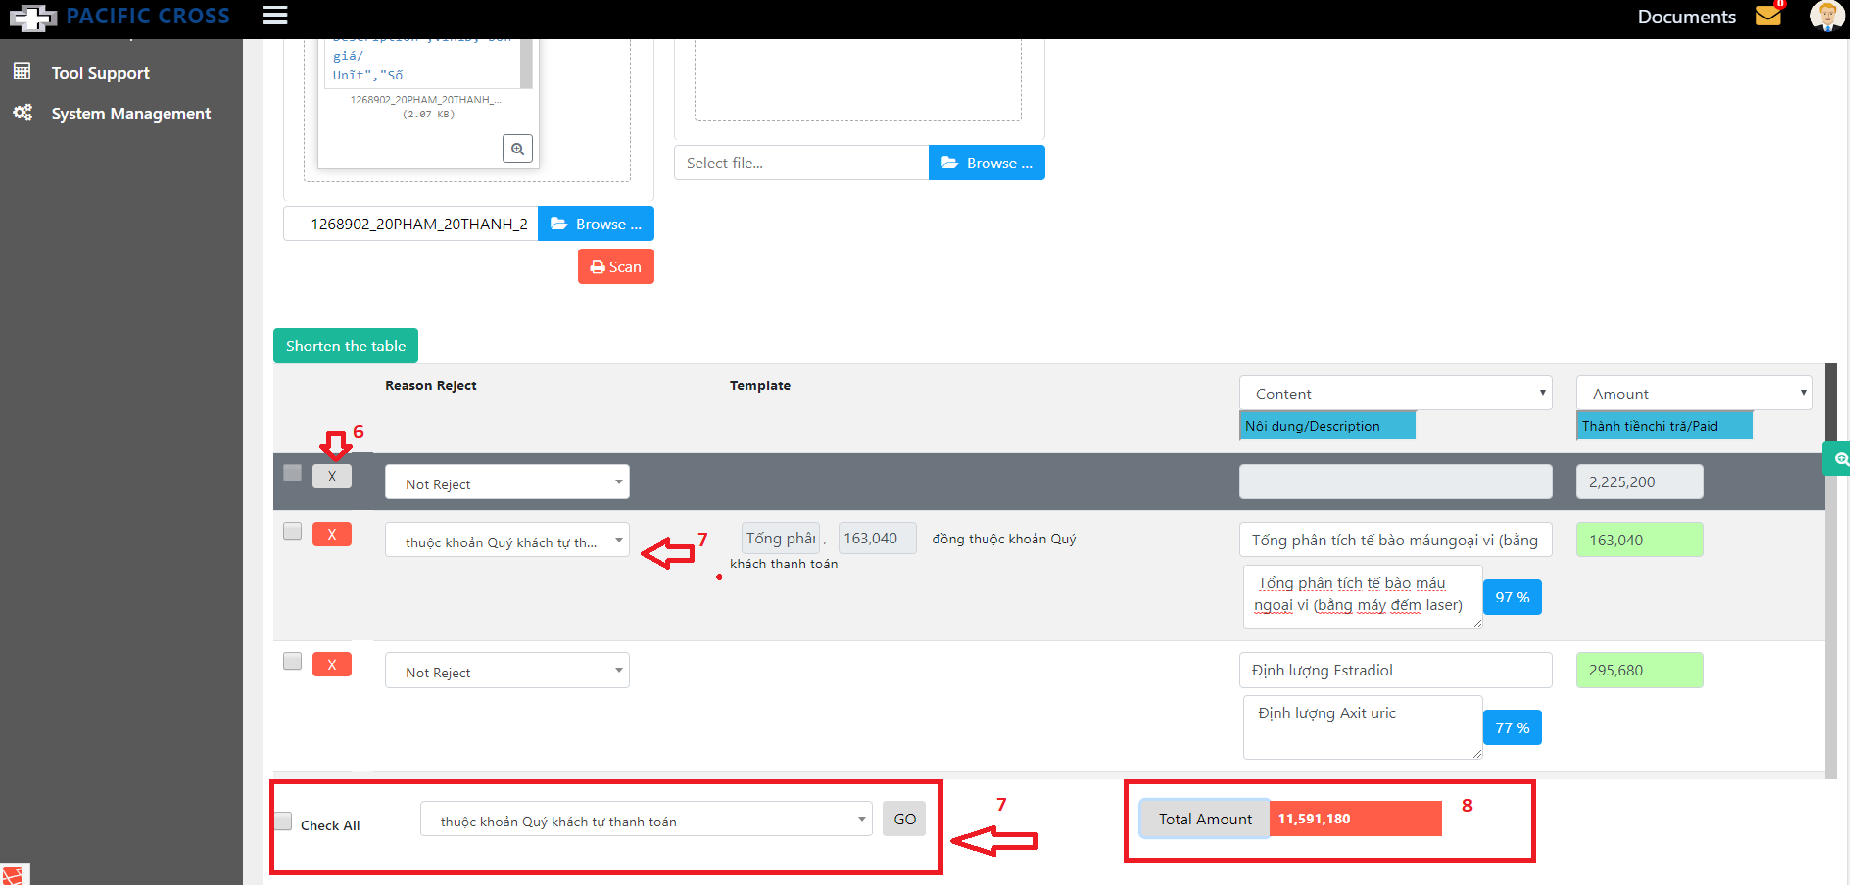 PACIFIC CROSS
Documents
0
Tool Support
System Management
giá/
Unit","Số
1268902_20PHAM_20THANH_...
(2.07 KB)
Select file...
Browse ...
1268902_20PHAM_20THANH_2
Browse ...
Scan
Shorten the table
Reason Reject
Template
Content
Amount
Nội dung/Description
Thành tiềnchi trã/Paid
6
X
Not Reject
2,225,200
X
thuộc khoản Quý khách tự th...
7
Tổng phân
,
163,040
đồng thuộc khoản Quý
khách thanh toán
Tổng phân tích tế bào máungoại vi (bằng
163,040
Tổng phân tích tế bào máu
ngoại vi (bằng máy đếm laser)
97 %
X
Not Reject
Định lượng Estradiol
295,680
Định lượng Axit uric
77 %
Check All
thuộc khoản Quý khách tự thanh toán
GO
7
Total Amount
11,591,180
8